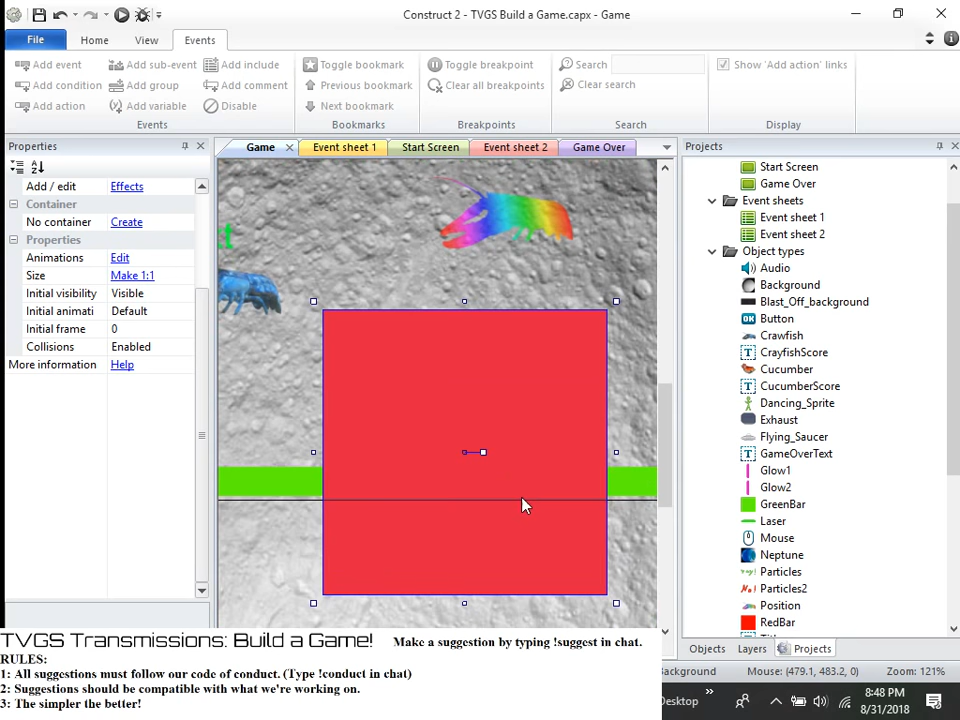 Construct 2 - TVGS Build a Game.capx - Game
File Home View Events
Add event Add sub-event Add include Toggle bookmark Toggle breakpoint Search Show 'Add action' links
Add condition Add group Add comment Previous bookmark Clear all breakpoints Clear search
Add action Add variable Disable Next bookmark
Events Bookmarks Breakpoints Search Display
Properties
Game Event sheet 1 Start Screen Event sheet 2 Game Over
Projects
Add / edit Effects
Container
No container Create
Properties
Animations Edit
Size Make 1:1
Initial visibility Visible
Initial animati Default
Initial frame 0
Collisions Enabled
More information Help
t
Start Screen
Game Over
Event sheets
Event sheet 1
Event sheet 2
Object types
Audio
Background
Blast_Off_background
OK Button
Crawfish
T CrayfishScore
Cucumber
T CucumberScore
Dancing_Sprite
Exhaust
Flying_Saucer
T GameOverText
Glow1
Glow2
GreenBar
Laser
Mouse
Neptune
Particles
Particles2
Position
RedBar
Objects Layers Projects
ackground Mouse: (479.1, 483.2, 0) Zoom: 121%
TVGS Transmissions: Build a Game! Make a suggestion by typing !suggest in chat.
RULES:
1: All suggestions must follow our code of conduct. (Type !conduct in chat)
2: Suggestions should be compatible with what we're working on.
3: The simpler the better!
Desktop
8:48 PM
8/31/2018